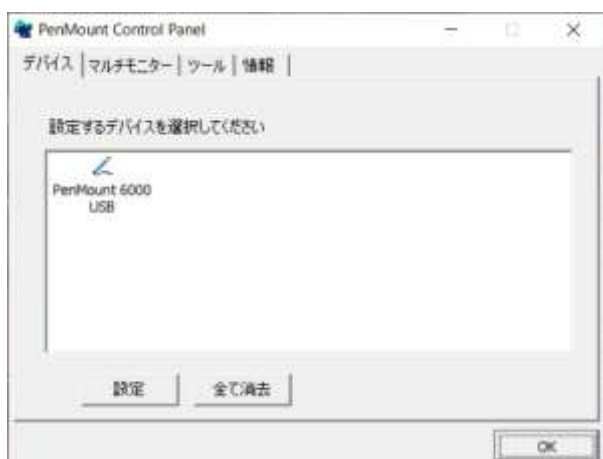 PenMount Control Panel
デバイス マルチモニター ツール 情報
設定するデバイスを選択してください
PenMount 6000
USB
設定 全て消去
OK